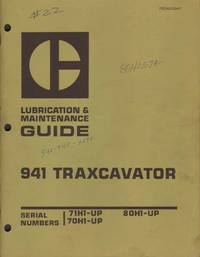 #22
LUBRICATION &
MAINTENANCE
GUIDE
941 TRAXCAVATOR
SERIAL NUMBERS
71H1-UP 80H1-UP
70H1-UP